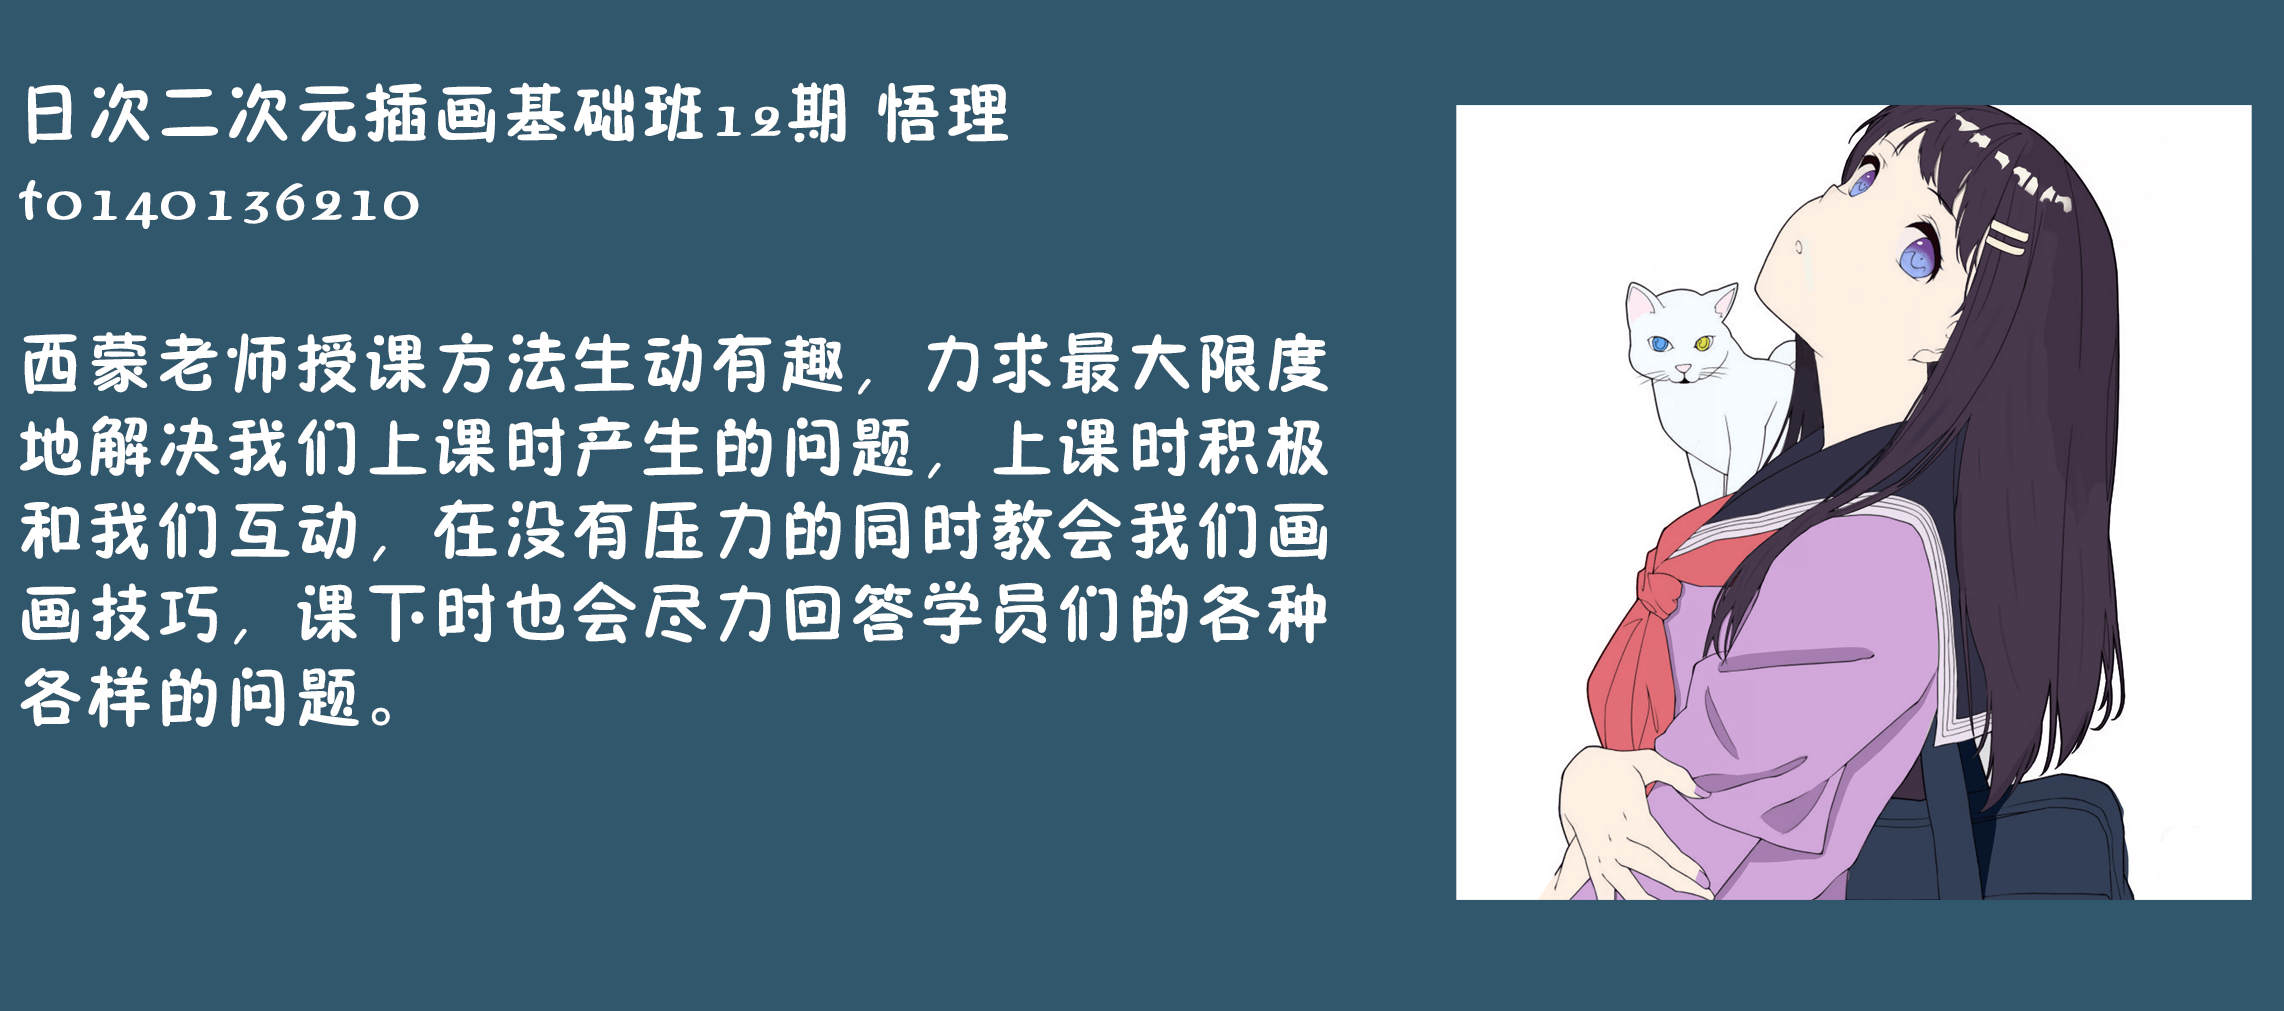 日次二次元插画基础班12期 悟理
t0140136210
西蒙老师授课方法生动有趣，力求最大限度
地解决我们上课时产生的问题，上课时积极
和我们互动，在没有压力的同时教会我们画
画技巧，课下时也会尽力回答学员们的各种
各样的问题。